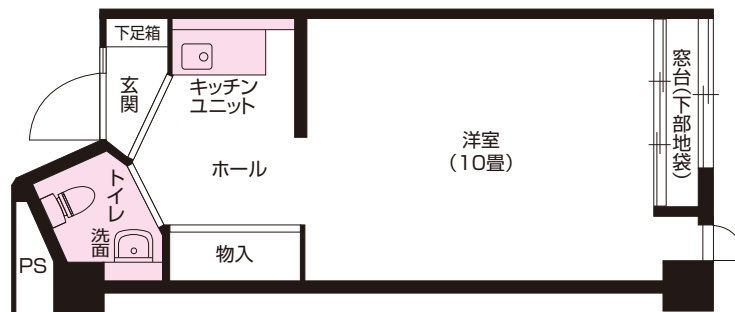 下足箱
玄関
キッチン
ユニット
ホール
洋室
（10畳）
窓台（下部地袋）
トイレ
洗面
物入
PS